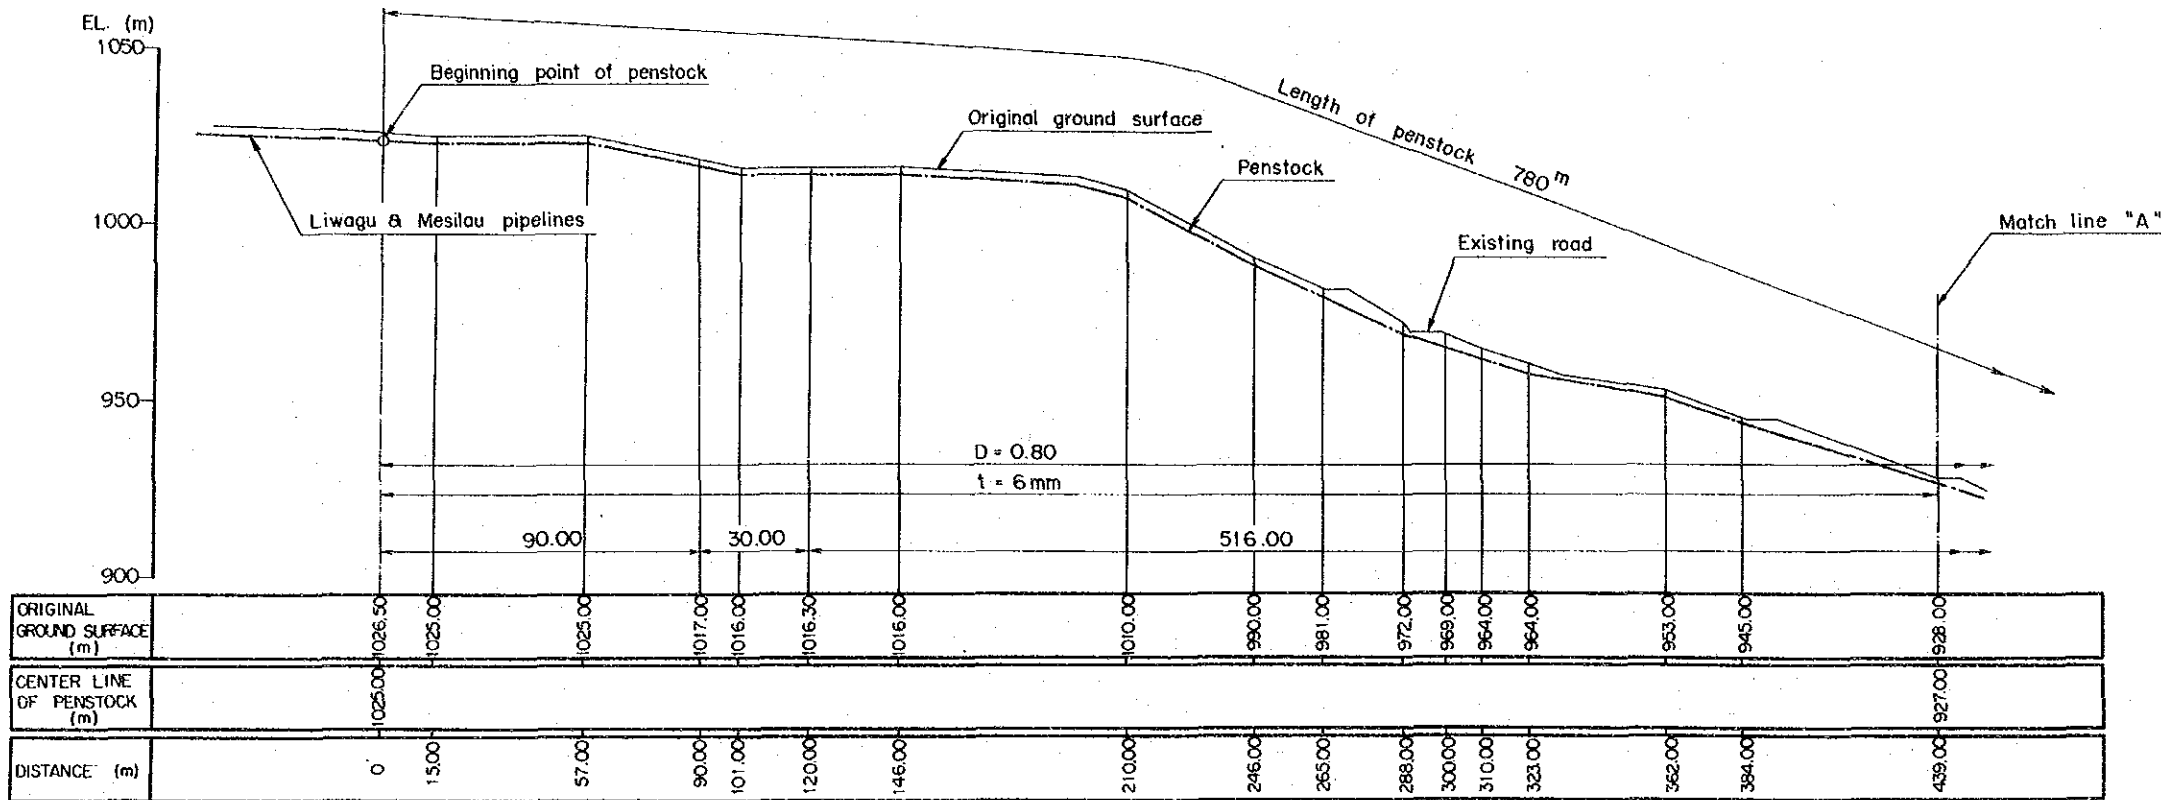 EL. (m)
1050
1000
950
900
Beginning point of penstock
Original ground surface
Length of penstock 780 m
Penstock
Liwagu & Mesilau pipelines
Existing road
Match line "A"
D = 0.80
t = 6 mm
90.00 30.00 516.00
ORIGINAL
GROUND SURFACE
(m)
1026.50 1025.00 1025.00 1017.00 1016.00 1016.30 1016.00 1010.00 990.00 981.00 972.00 969.00 964.00 964.00 953.00 945.00 928.00
CENTER LINE
OF PENSTOCK
(m)
1025.00 927.00
DISTANCE (m)
0 15.00 57.00 90.00 101.00 120.00 146.00 210.00 246.00 265.00 288.00 300.00 310.00 323.00 362.00 384.00 439.00